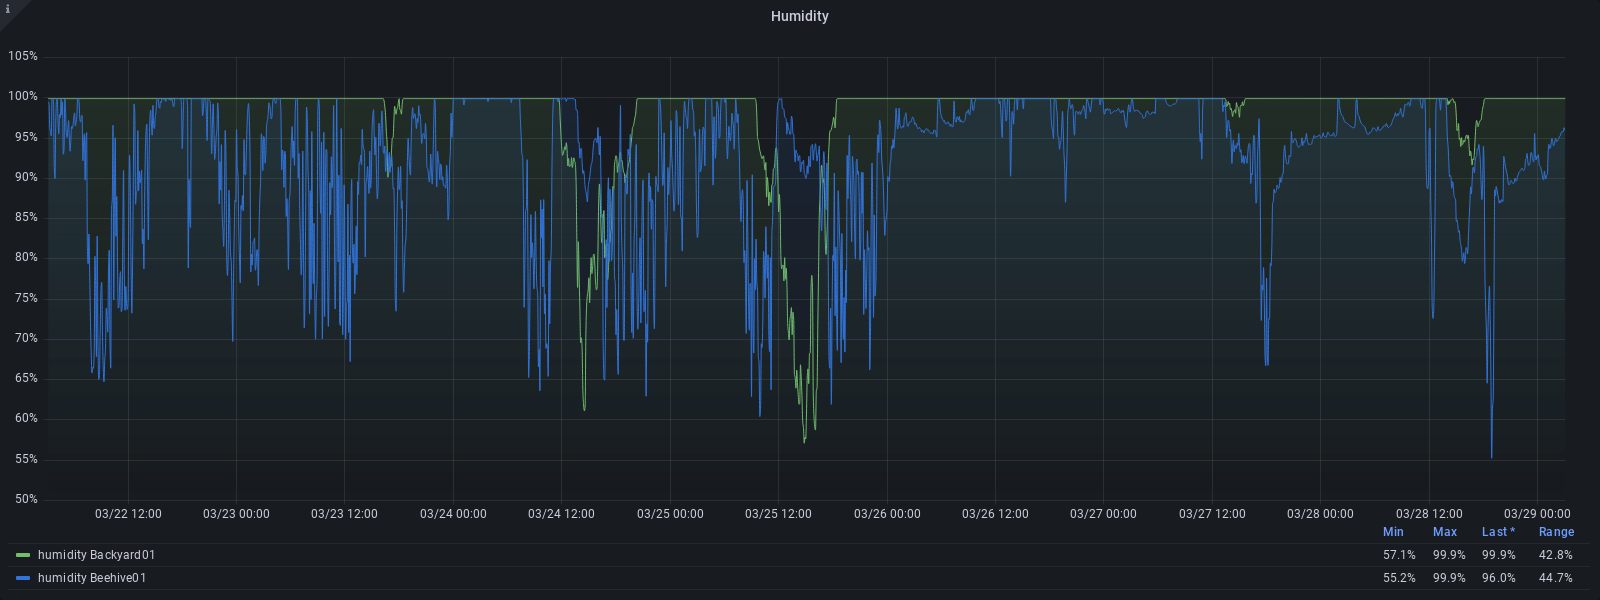 i
Humidity
105%
100%
95%
90%
85%
80%
75%
70%
65%
60%
55%
50%
03/22 12:00 03/23 00:00 03/23 12:00 03/24 00:00 03/24 12:00 03/25 00:00 03/25 12:00 03/26 00:00 03/26 12:00 03/27 00:00 03/27 12:00 03/28 00:00 03/28 12:00 03/29 00:00
Min Max Last * Range
humidity Backyard01 57.1% 99.9% 99.9% 42.8%
humidity Beehive01 55.2% 99.9% 96.0% 44.7%